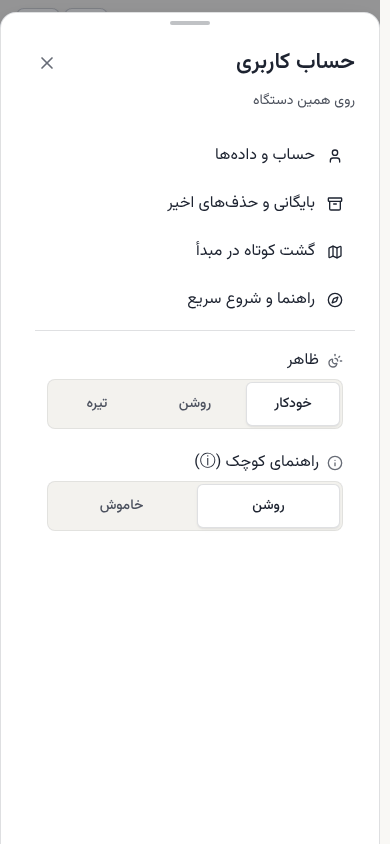 حساب کاربری
روی همین دستگاه
حساب و داده‌ها
بایگانی و حذف‌های اخیر
گشت کوتاه در مبدأ
راهنما و شروع سریع
ظاهر
خودکار روشن تیره
راهنمای کوچک (ⓘ)
روشن خاموش